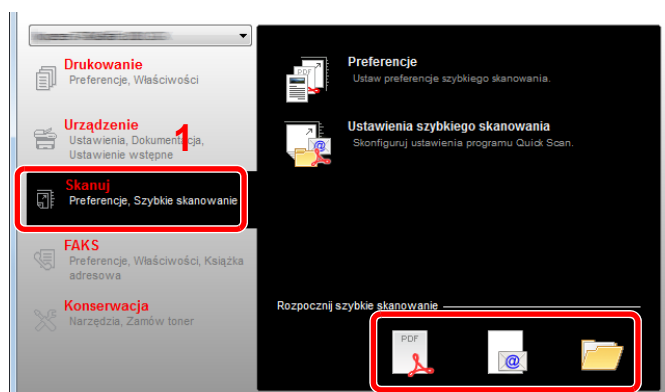 Drukowanie
Preferencje, Właściwości
Urządzenie
Ustawienia, Dokumentacja,
Ustawienie wstępne
1
Skanuj
Preferencje, Szybkie skanowanie
FAKS
Preferencje, Właściwości, Książka
adresowa
Konserwacja
Narzędzia, Zamów toner
PDF
Preferencje
Ustaw preferencje szybkiego skanowania.
Ustawienia szybkiego skanowania
Skonfiguruj ustawienia programu Quick Scan.
@
Rozpocznij szybkie skanowanie
PDF
@